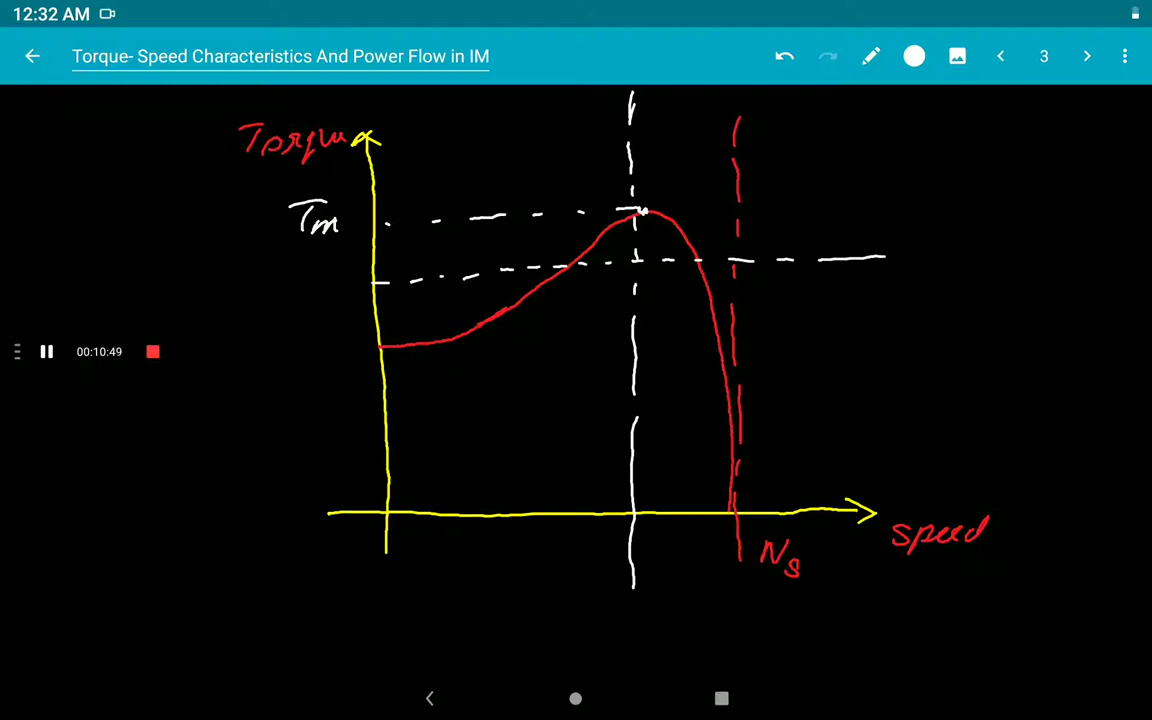 12:32 AM
Torque- Speed Characteristics And Power Flow in IM
3
Torque
Tm
00:10:49
speed
Ns